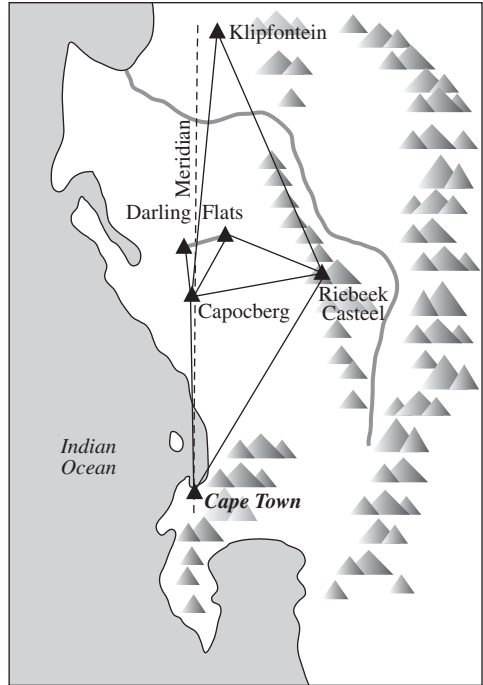 Klipfontein
Meridian
Darling Flats
Capocberg
Riebeek
Casteel
Indian
Ocean
Cape Town